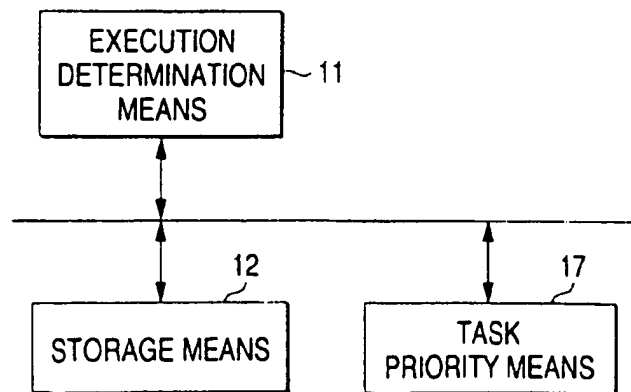 EXECUTION
DETERMINATION
MEANS
11
12
STORAGE MEANS
17
TASK
PRIORITY MEANS